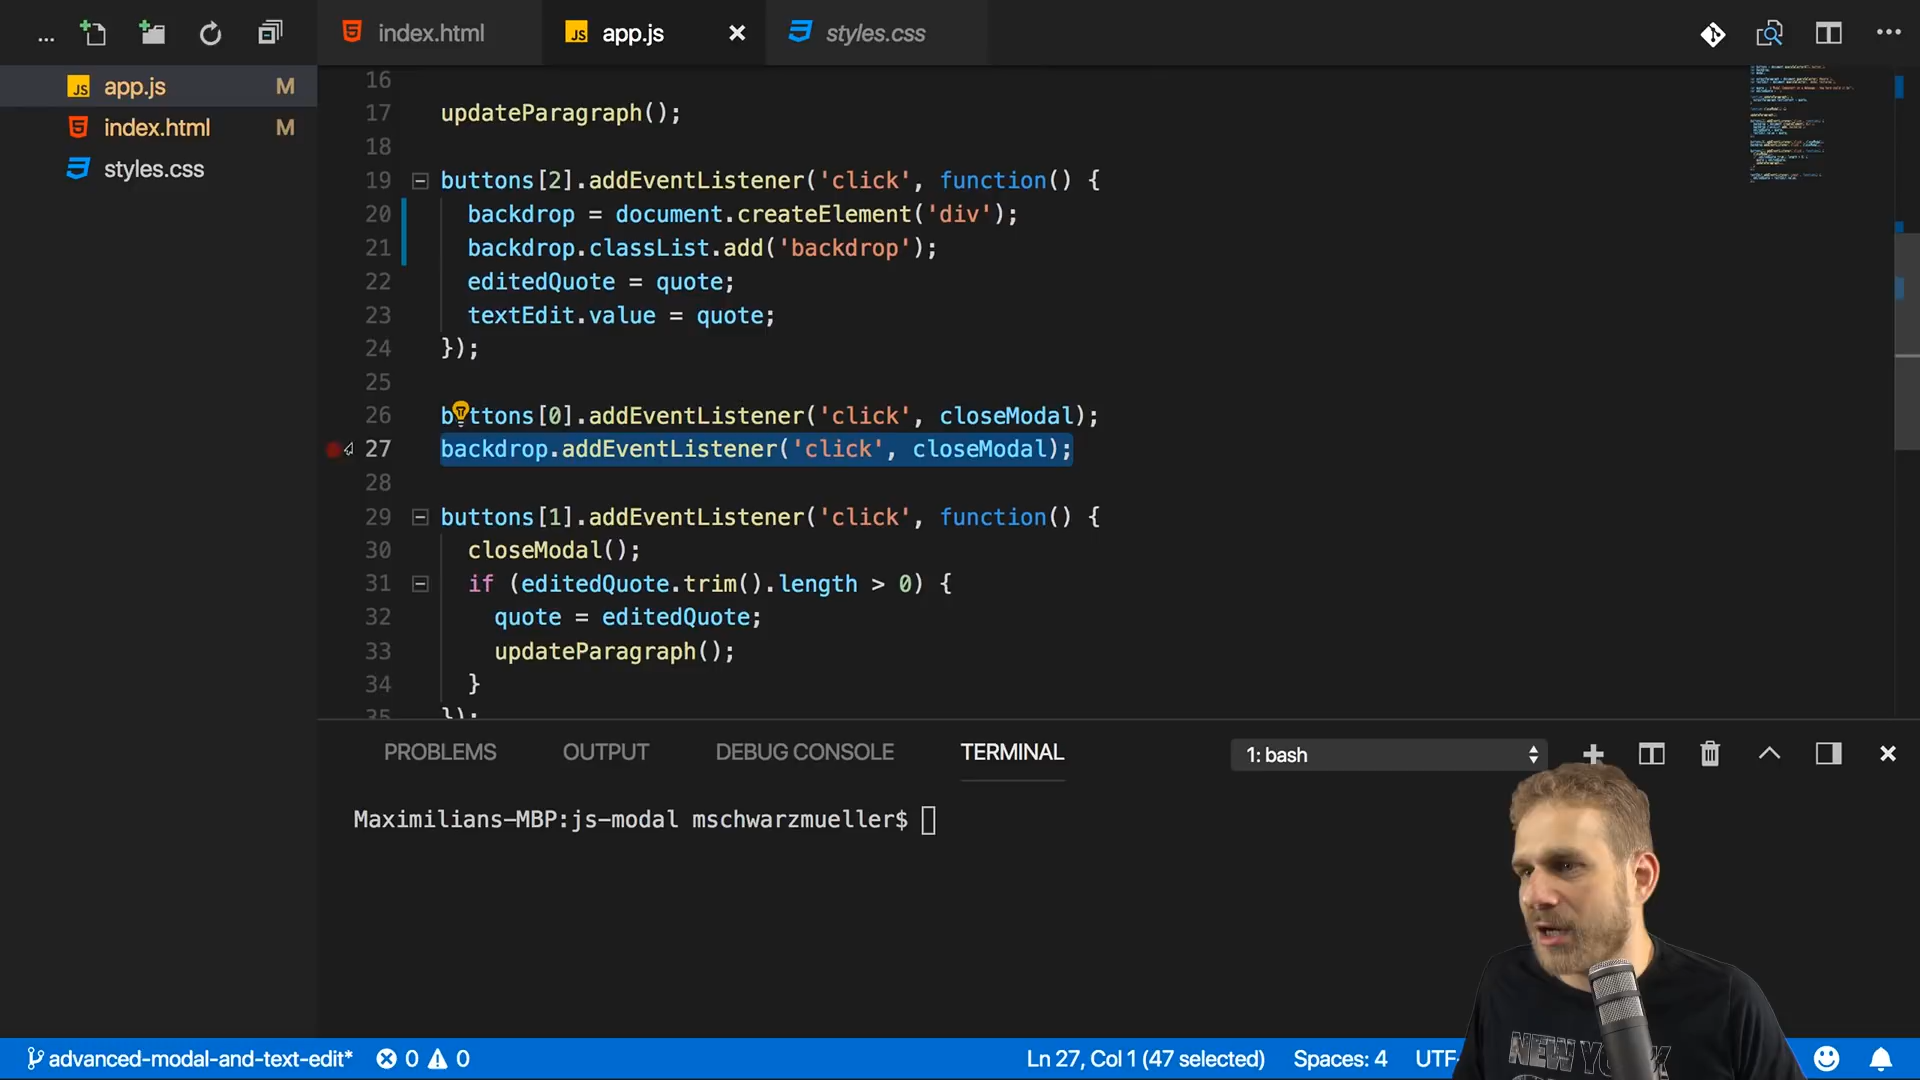 ...
index.html
app.js
styles.css
app.js M
index.html M
styles.css
16
17 updateParagraph();
18
19 buttons[2].addEventListener('click', function() {
20 backdrop = document.createElement('div');
21 backdrop.classList.add('backdrop');
22 editedQuote = quote;
23 textEdit.value = quote;
24 });
25
26 buttons[0].addEventListener('click', closeModal);
27 backdrop.addEventListener('click', closeModal);
28
29 buttons[1].addEventListener('click', function() {
30 closeModal();
31 if (editedQuote.trim().length > 0) {
32 quote = editedQuote;
33 updateParagraph();
34 }
35 });
PROBLEMS OUTPUT DEBUG CONSOLE TERMINAL 1: bash
Maximilians-MBP:js-modal mschwarzmueller$
advanced-modal-and-text-edit* 0 0 Ln 27, Col 1 (47 selected) Spaces: 4 UTF-
NEW YO K